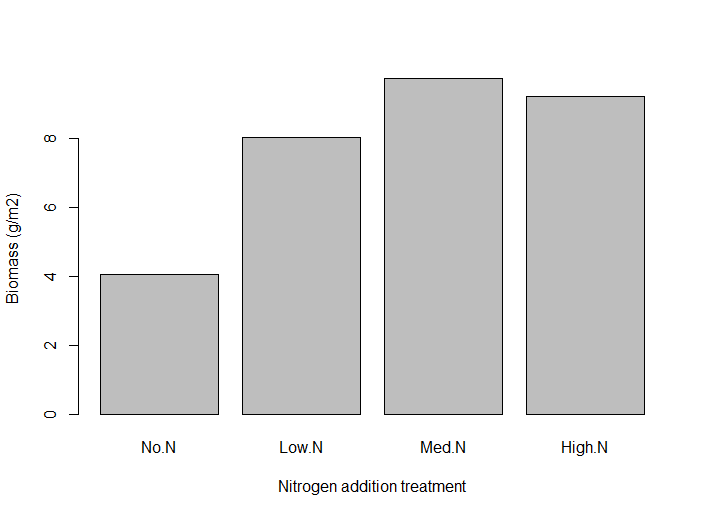 Biomass (g/m2)
8
6
4
2
0
No.N Low.N Med.N High.N
Nitrogen addition treatment